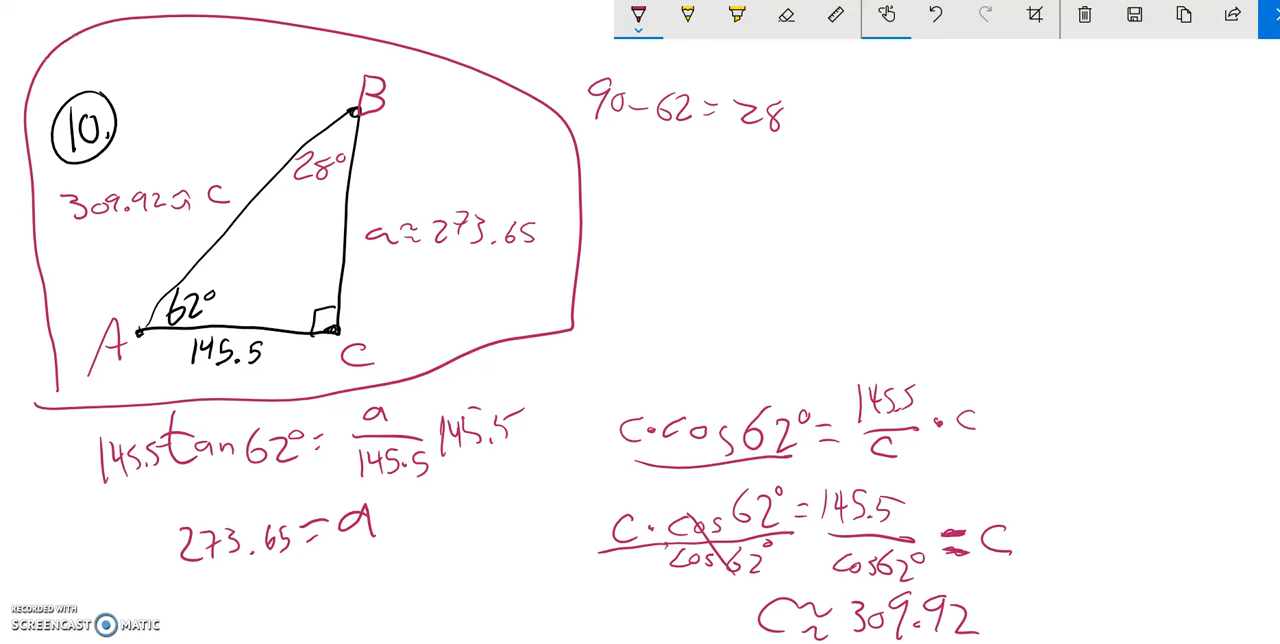 10.
B
90-62=28
28°
309.92≈c
a≈273.65
62°
A
145.5
C
145.5 tan 62° = a/145.5 145.5
273.65=a
c·cos 62° = 145.5/c · c
c·cos 62°/cos 62° = 145.5/cos 62° = c
c≈309.92
RECORDED WITH
SCREENCAST MATIC